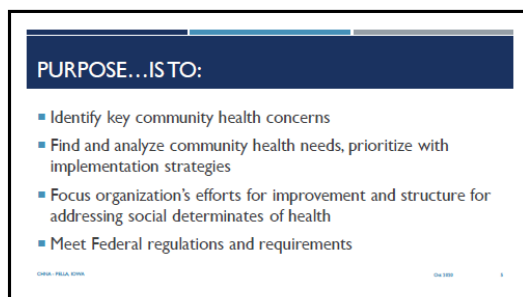 PURPOSE…IS TO:
Identify key community health concerns
Find and analyze community health needs, prioritize with
implementation strategies
Focus organization's efforts for improvement and structure for
addressing social determinates of health
Meet Federal regulations and requirements
CHNA - PELLA, IOWA
Oct. 2020